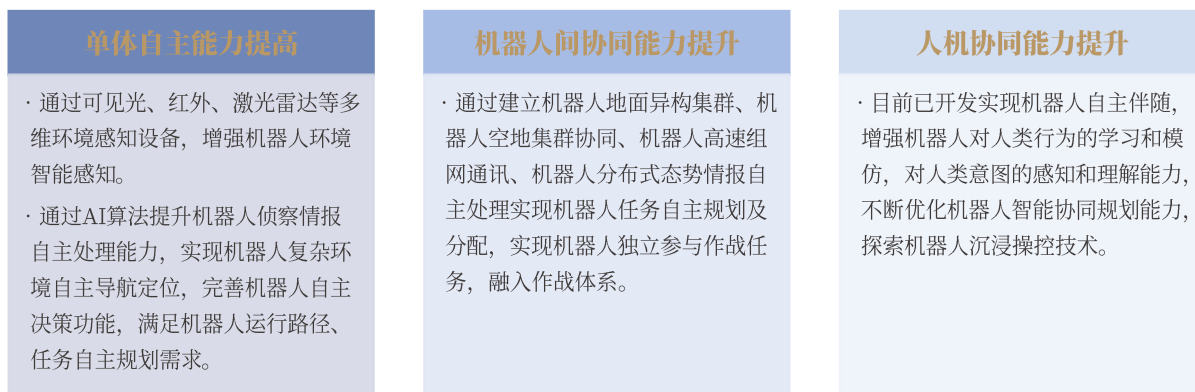 单体自主能力提高
· 通过可见光、红外、激光雷达等多
维环境感知设备，增强机器人环境
智能感知。
· 通过AI算法提升机器人侦察情报
自主处理能力，实现机器人复杂环
境自主导航定位，完善机器人自主
决策功能，满足机器人运行路径、
任务自主规划需求。
机器人间协同能力提升
· 通过建立机器人地面异构集群、机
器人空地集群协同、机器人高速组
网通讯、机器人分布式态势情报自
主处理实现机器人任务自主规划及
分配，实现机器人独立参与作战任
务，融入作战体系。
人机协同能力提升
· 目前已开发实现机器人自主伴随，
增强机器人对人类行为的学习和模
仿，对人类意图的感知和理解能力，
不断优化机器人智能协同规划能力，
探索机器人沉浸操控技术。